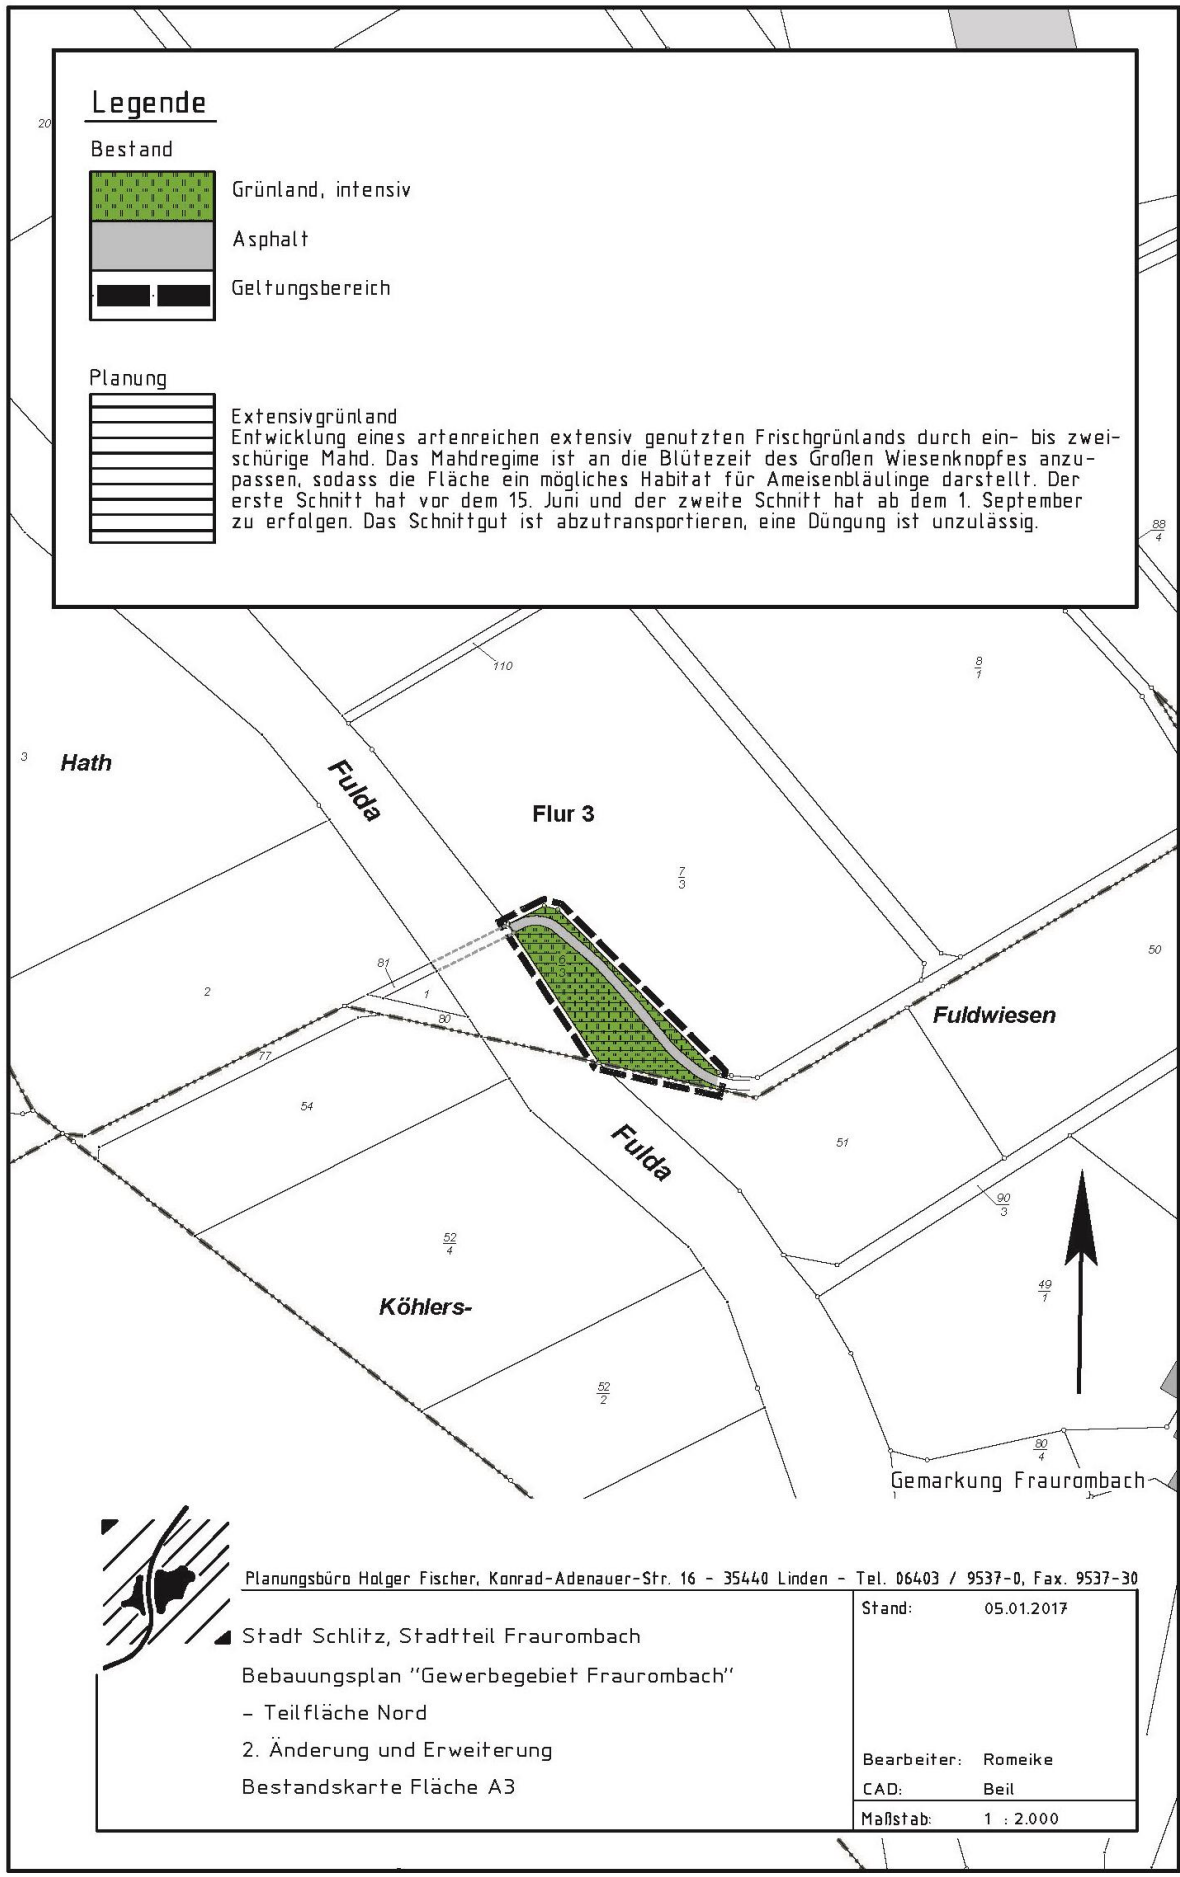 Legende
20
Bestand
Grünland, intensiv
Asphalt
Geltungsbereich
Planung
Extensivgrünland
Entwicklung eines artenreichen extensiv genutzten Frischgrünlands durch ein- bis zwei-
schürige Mahd. Das Mahdregime ist an die Blütezeit des Großen Wiesenknopfes anzu-
passen, sodass die Fläche ein mögliches Habitat für Ameisenbläulinge darstellt. Der
erste Schnitt hat vor dem 15. Juni und der zweite Schnitt hat ab dem 1. September
zu erfolgen. Das Schnittgut ist abzutransportieren, eine Düngung ist unzulässig.
88
4
110
8
1
3
Hath
Fulda
Flur 3
7
3
6
3
81
2
1
80
50
Fuldwiesen
77
54
Fulda
51
90
3
52
4
49
1
Köhlers-
52
2
80
4
Gemarkung Fraurombach
Planungsbüro Holger Fischer, Konrad-Adenauer-Str. 16 - 35440 Linden - Tel. 06403 / 9537-0, Fax. 9537-30
Stadt Schlitz, Stadtteil Fraurombach
Bebauungsplan "Gewerbegebiet Fraurombach"
- Teilfläche Nord
2. Änderung und Erweiterung
Bestandskarte Fläche A3
Stand: 05.01.2017
Bearbeiter: Romeike
CAD: Beil
Maßstab: 1 : 2.000